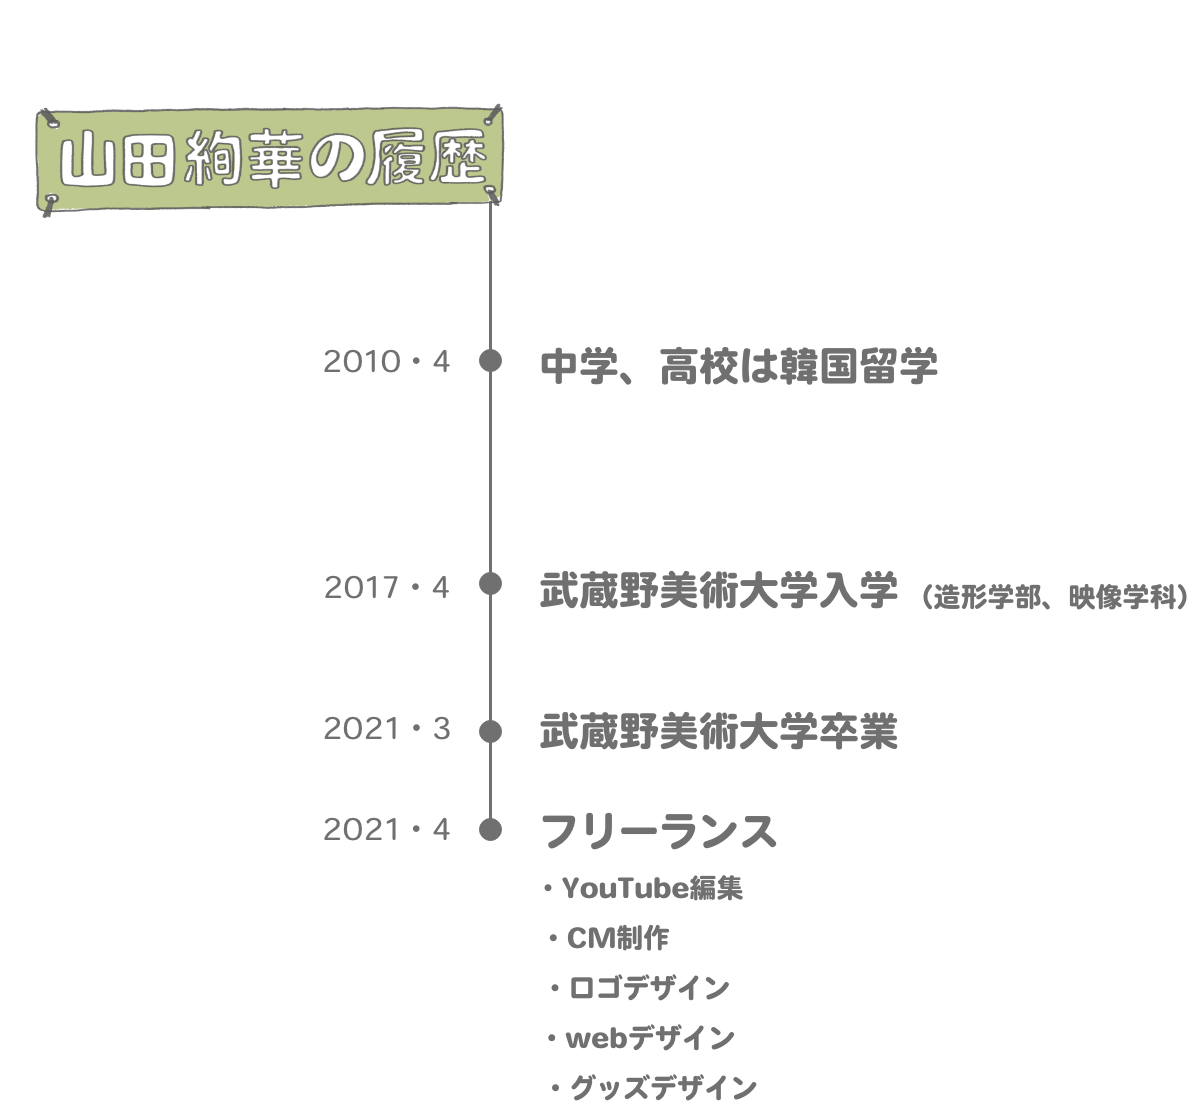 山田絢華の履歴
2010・4 中学、高校は韓国留学
2017・4 武蔵野美術大学入学 (造形学部、映像学科)
2021・3 武蔵野美術大学卒業
2021・4 フリーランス
・YouTube編集
・CM制作
・ロゴデザイン
・webデザイン
・グッズデザイン